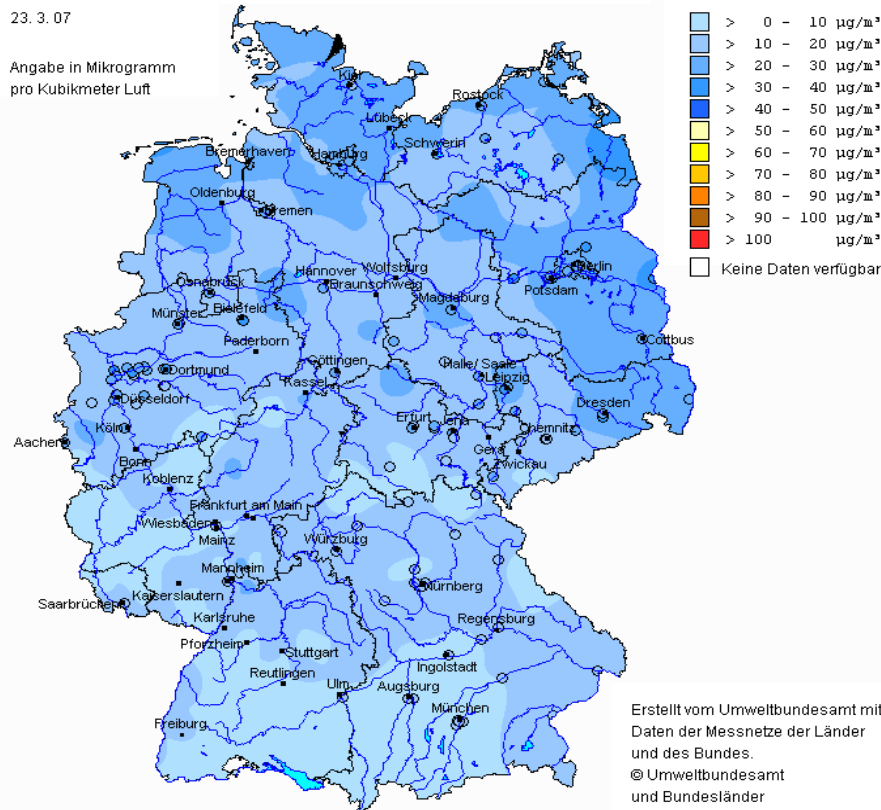 23. 3. 07
Angabe in Mikrogramm
pro Kubikmeter Luft
> 0 - 10 µg/m³
> 10 - 20 µg/m³
> 20 - 30 µg/m³
> 30 - 40 µg/m³
> 40 - 50 µg/m³
> 50 - 60 µg/m³
> 60 - 70 µg/m³
> 70 - 80 µg/m³
> 80 - 90 µg/m³
> 90 - 100 µg/m³
> 100 µg/m³
Keine Daten verfügbar
Kiel
Rostock
Lübeck
Schwerin
Bremerhaven
Hamburg
Oldenburg
Bremen
Berlin
Potsdam
Hannover
Wolfsburg
Braunschweig
Osnabrück
Magdeburg
Münster
Bielefeld
Paderborn
Cottbus
Göttingen
Halle/ Saale
Dortmund
Leipzig
Kassel
Düsseldorf
Dresden
Köln
Erfurt
Jena
Chemnitz
Aachen
Gera
Zwickau
Bonn
Koblenz
Frankfurt am Main
Wiesbaden
Mainz
Würzburg
Mannheim
Nürnberg
Kaiserslautern
Saarbrücken
Karlsruhe
Regensburg
Pforzheim
Stuttgart
Ingolstadt
Reutlingen
Ulm
Augsburg
München
Freiburg
Erstellt vom Umweltbundesamt mit
Daten der Messnetze der Länder
und des Bundes.
© Umweltbundesamt
und Bundesländer